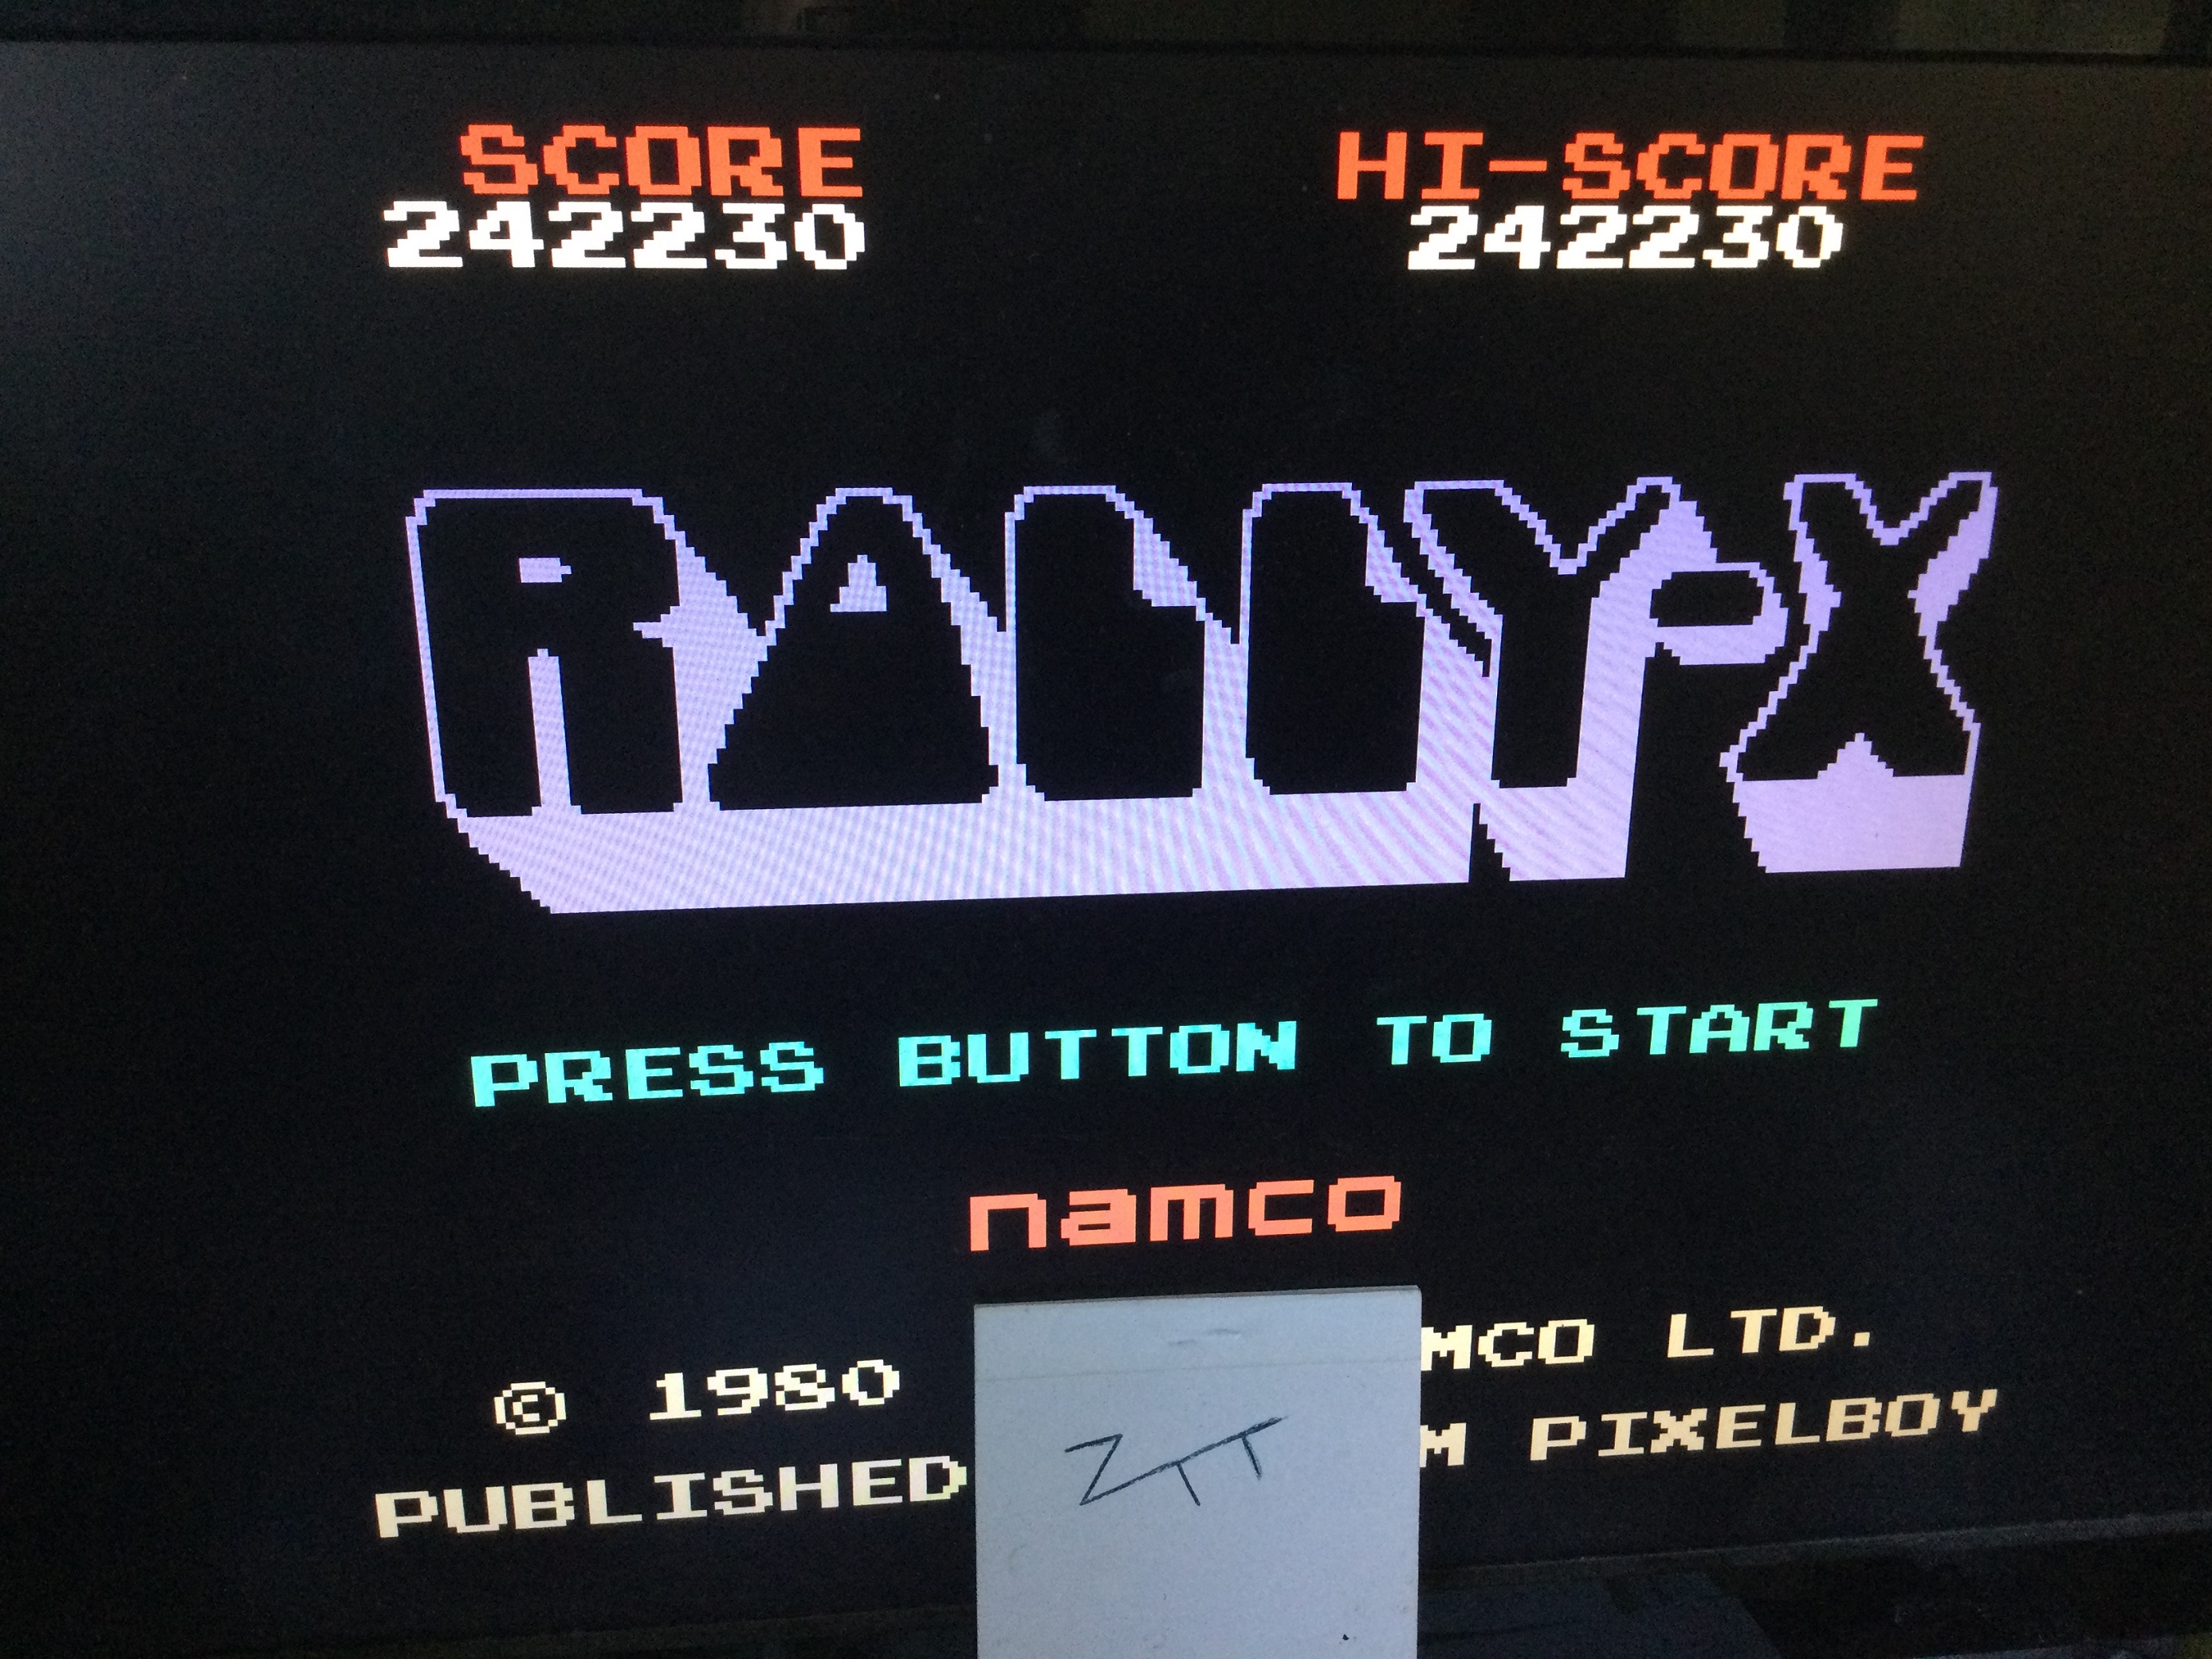 SCORE HI-SCORE
242230 242230
RALLY-X
PRESS BUTTON TO START
namco
© 1980 MCO LTD.
PUBLISHED M PIXELBOY
ZTT